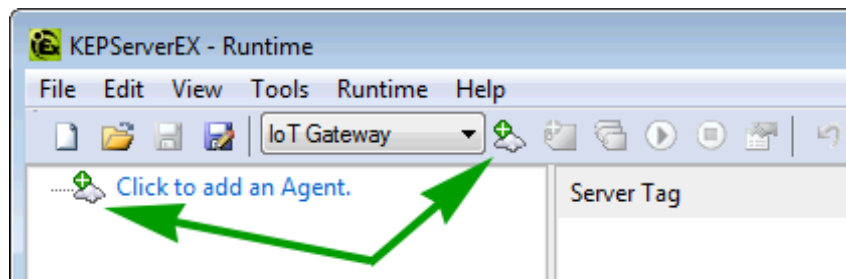 KEPServerEX - Runtime
File Edit View Tools Runtime Help
IoT Gateway
Click to add an Agent.
Server Tag